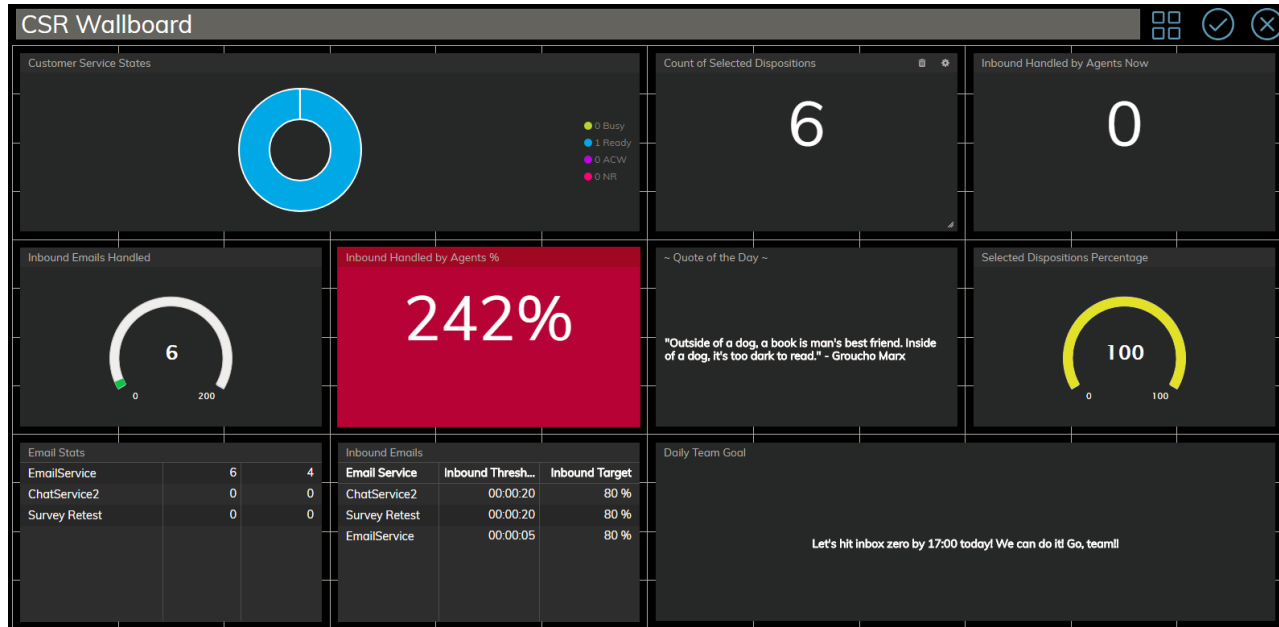 CSR Wallboard
Customer Service States
0 Busy
1 Ready
0 ACW
0 NR
Count of Selected Dispositions
6
Inbound Handled by Agents Now
0
Inbound Emails Handled
6
0 200
Inbound Handled by Agents %
242%
~ Quote of the Day ~
"Outside of a dog, a book is man's best friend. Inside
of a dog, it's too dark to read." - Groucho Marx
Selected Dispositions Percentage
100
0 100
Email Stats
EmailService 6 4
ChatService2 0 0
Survey Retest 0 0
Inbound Emails
Email Service Inbound Thresh... Inbound Target
ChatService2 00:00:20 80 %
Survey Retest 00:00:20 80 %
EmailService 00:00:05 80 %
Daily Team Goal
Let's hit inbox zero by 17:00 today! We can do it! Go, team!!